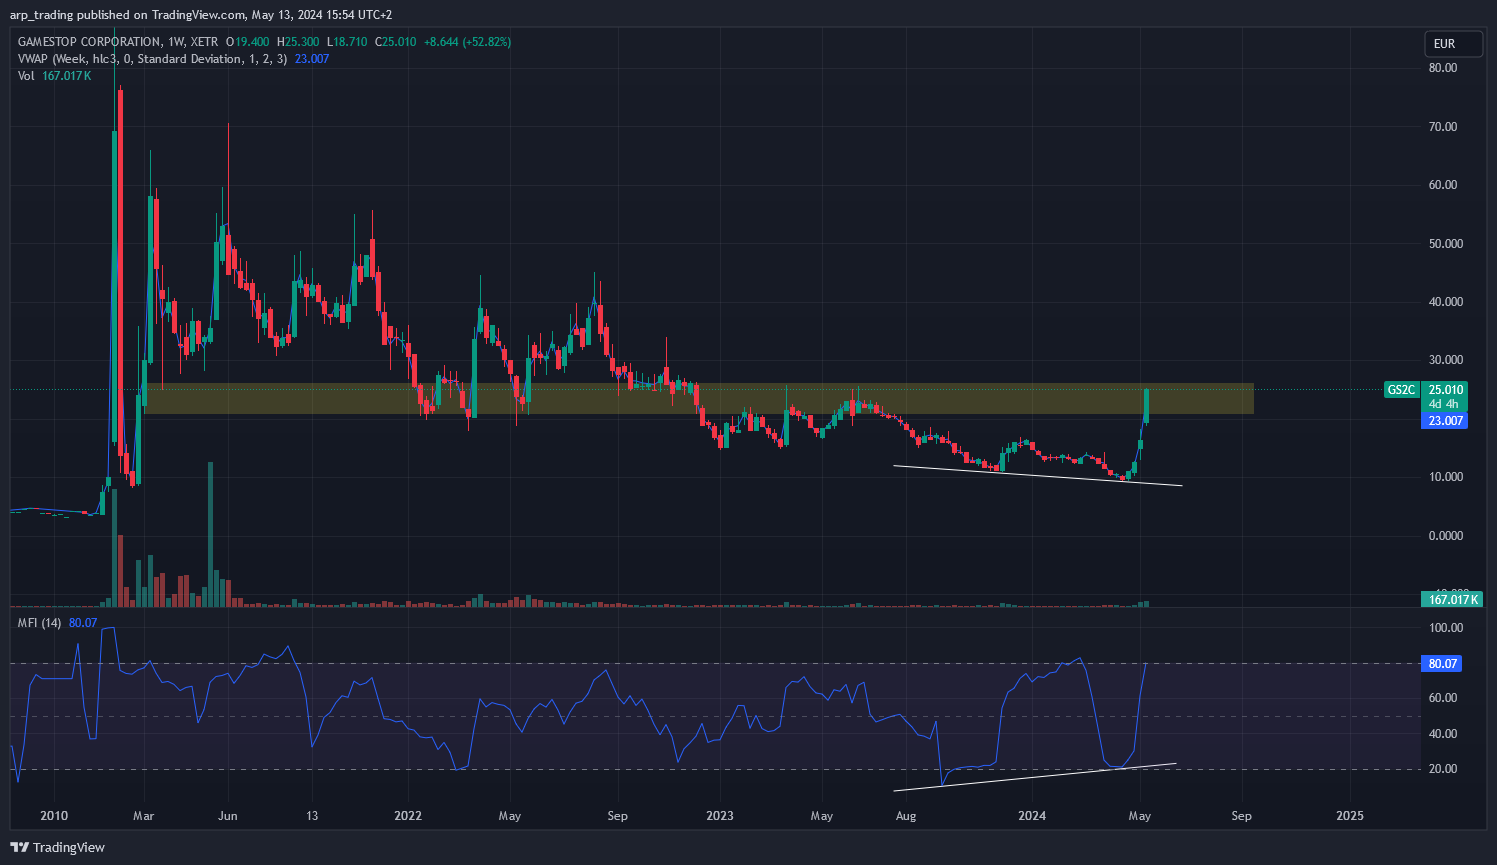 arp_trading published on TradingView.com, May 13, 2024 15:54 UTC+2
GAMESTOP CORPORATION, 1W, XETR O19.400 H25.300 L18.710 C25.010 +8.644 (+52.82%)
EUR
VWAP (Week, hlc3, 0, Standard Deviation, 1, 2, 3) 23.007
Vol 167.017K
80.00
70.00
60.00
50.000
40.000
30.000
GS2C 25.010
4d 4h
23.007
10.000
0.0000
167.017K
MFI (14) 80.07
100.00
80.07
60.00
40.00
20.00
2010 Mar Jun 13 2022 May Sep 2023 May Aug 2024 May Sep 2025
TradingView